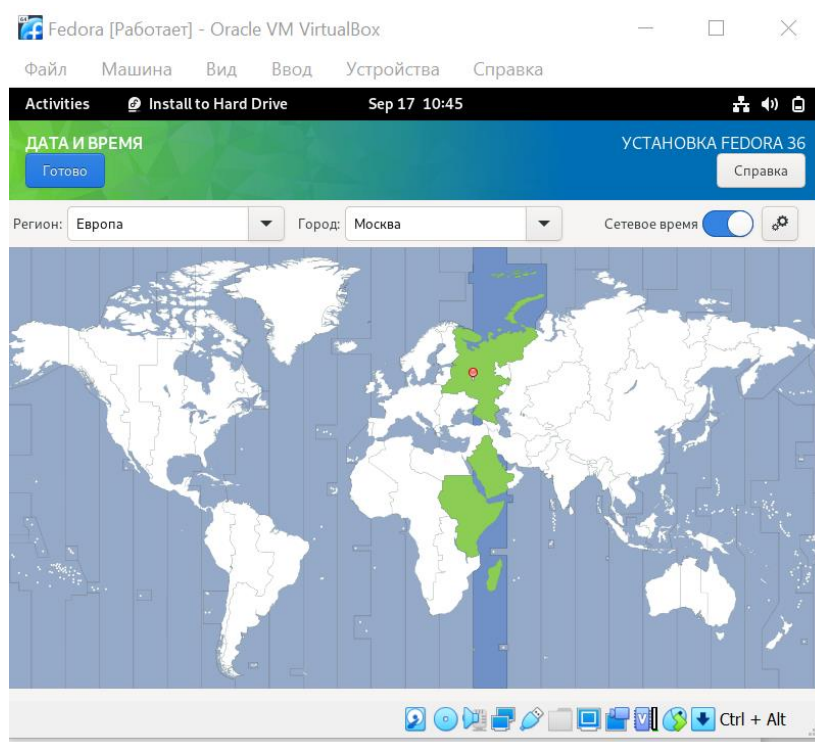 Fedora [Работает] - Oracle VM VirtualBox
Файл Машина Вид Ввод Устройства Справка
Activities Install to Hard Drive Sep 17 10:45
ДАТА И ВРЕМЯ УСТАНОВКА FEDORA 36
Готово Справка
Регион: Европа Город: Москва Сетевое время
Ctrl + Alt